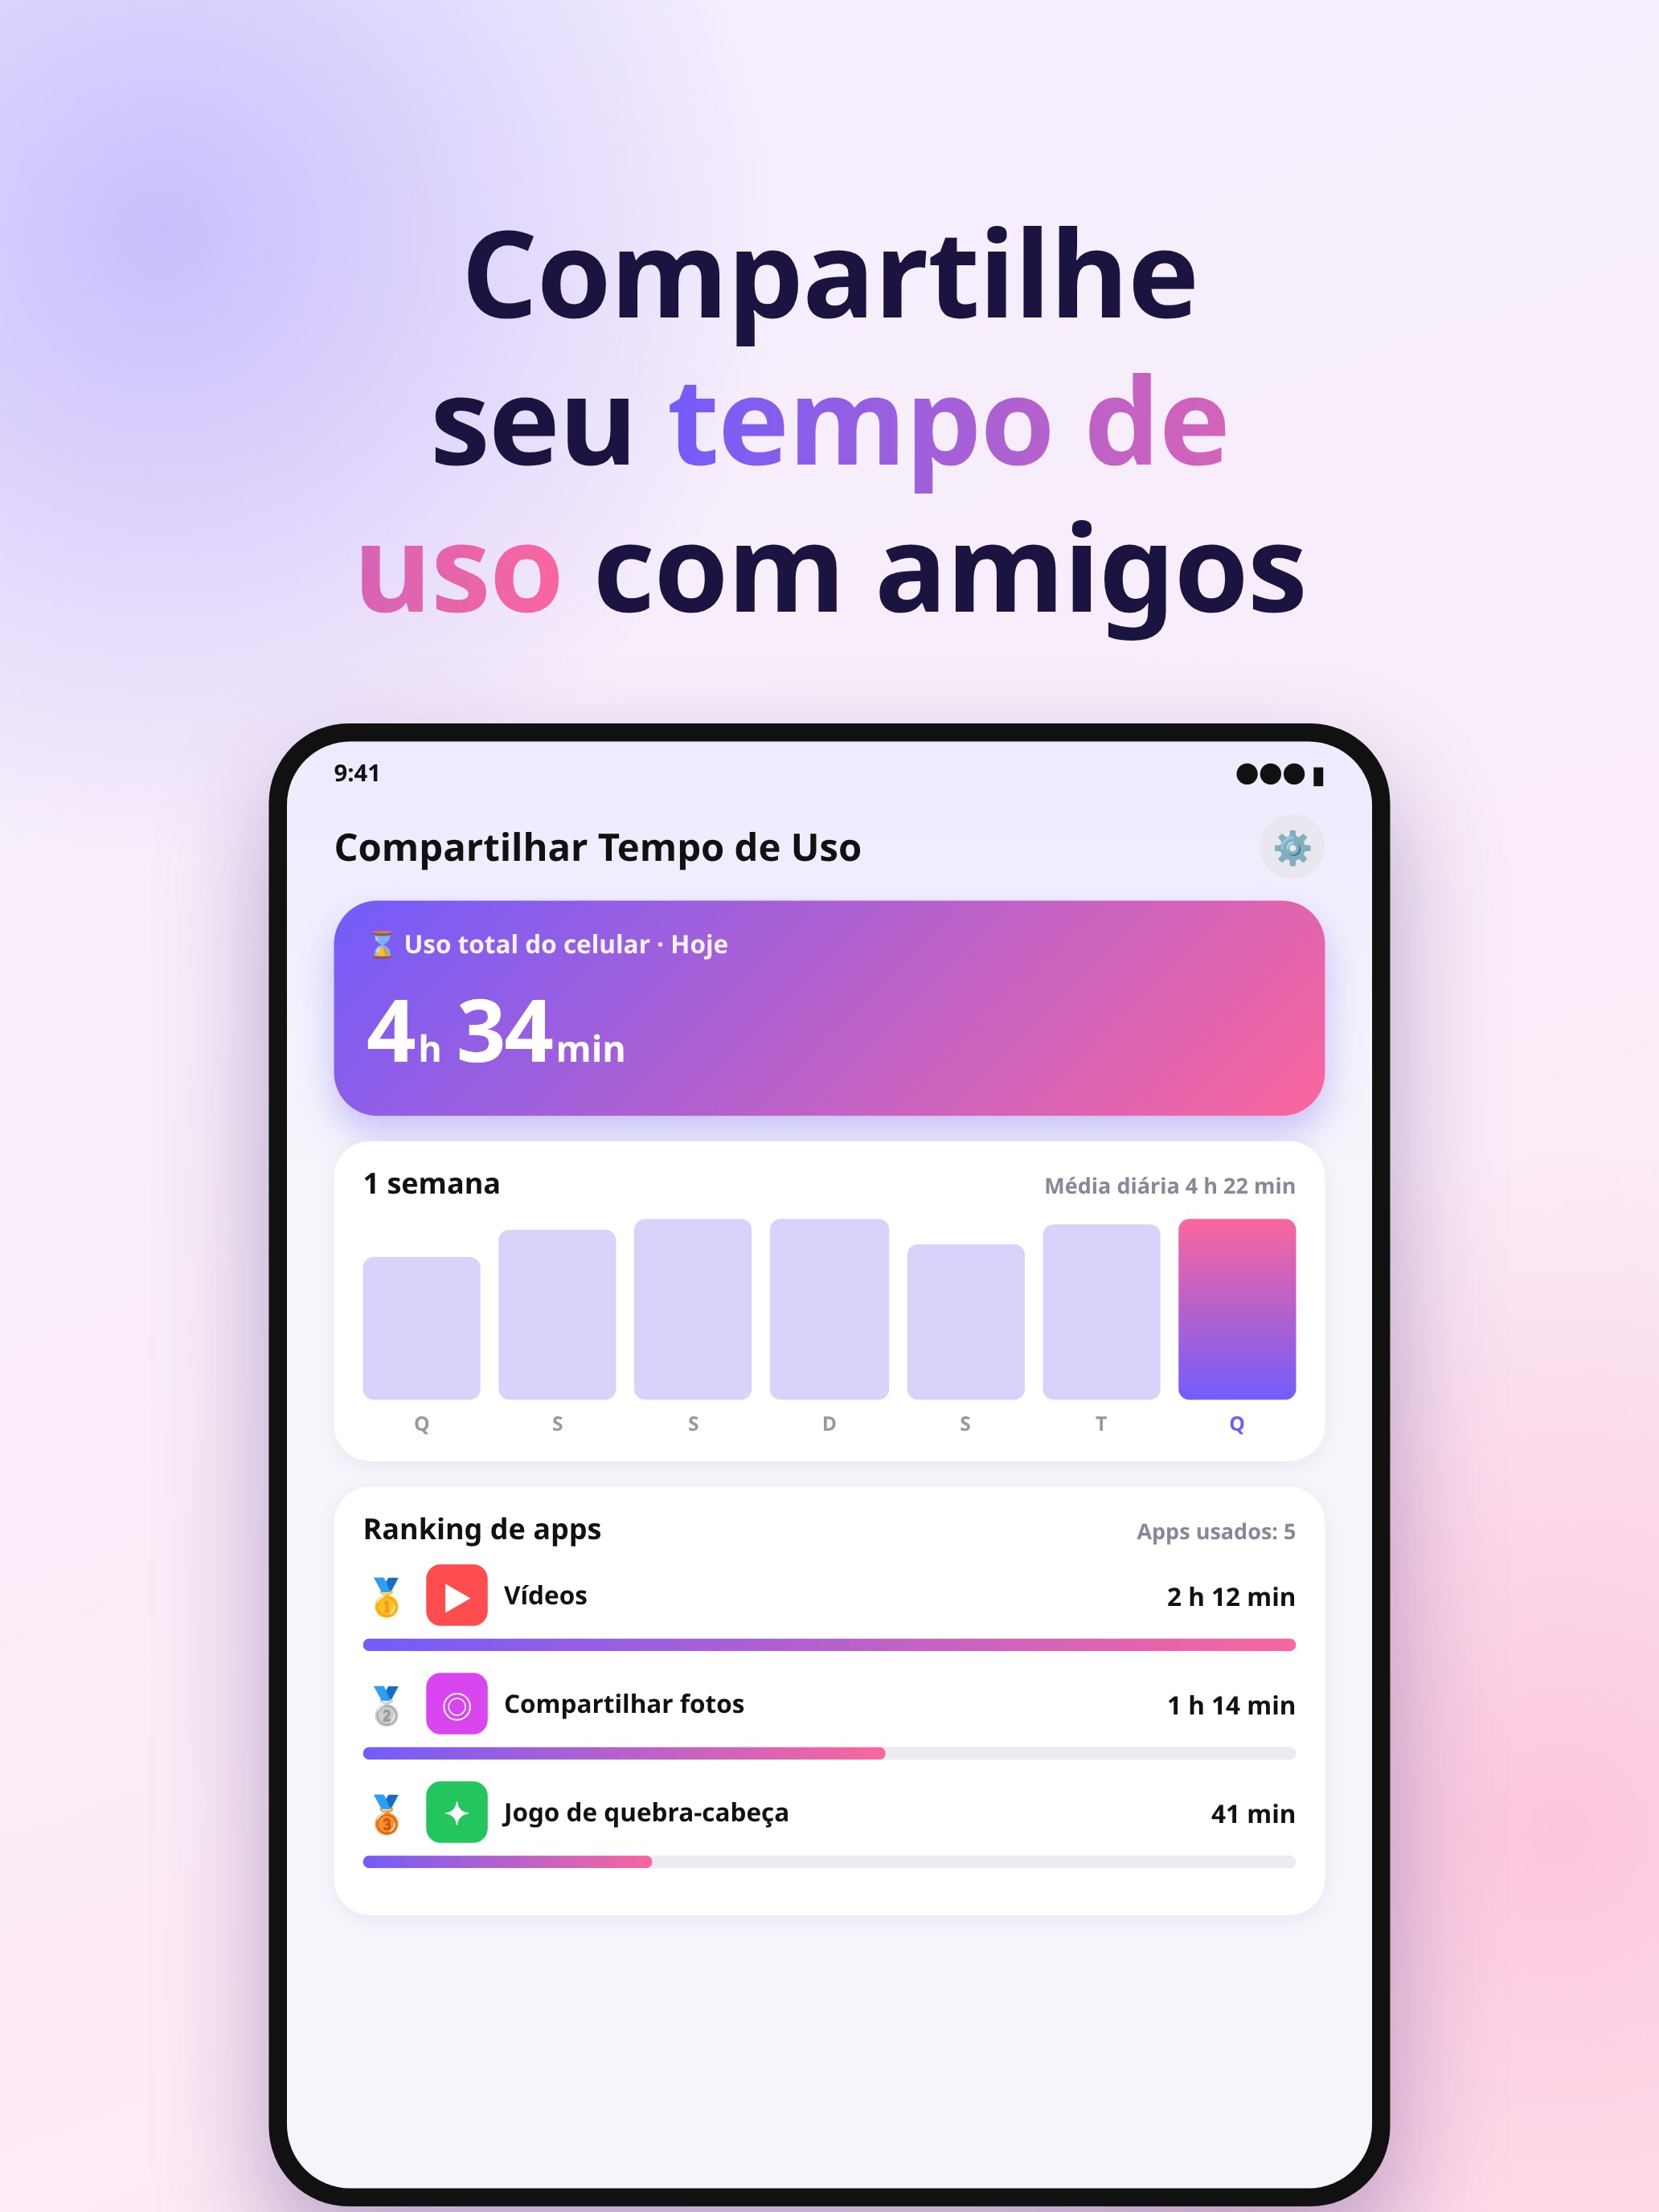 Compartilhe
seu tempo de
uso com amigos
9:41
Compartilhar Tempo de Uso
⌛ Uso total do celular · Hoje
4h 34min
1 semana
Média diária 4 h 22 min
Q S S D S T Q
Ranking de apps
Apps usados: 5
🥇 Vídeos 2 h 12 min
🥈 Compartilhar fotos 1 h 14 min
🥉 Jogo de quebra-cabeça 41 min